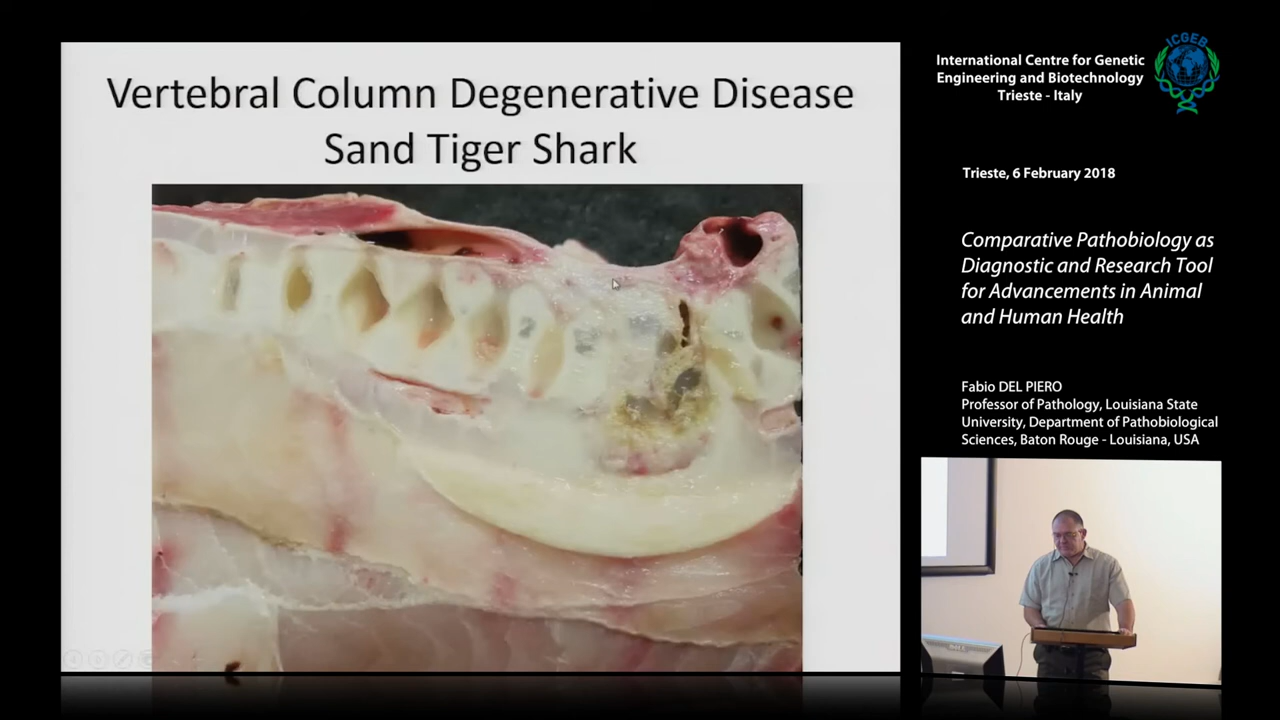 Vertebral Column Degenerative Disease
Sand Tiger Shark
International Centre for Genetic
Engineering and Biotechnology
Trieste - Italy
ICGEB
Trieste, 6 February 2018
Comparative Pathobiology as
Diagnostic and Research Tool
for Advancements in Animal
and Human Health
Fabio DEL PIERO
Professor of Pathology, Louisiana State
University, Department of Pathobiological
Sciences, Baton Rouge - Louisiana, USA
DELL